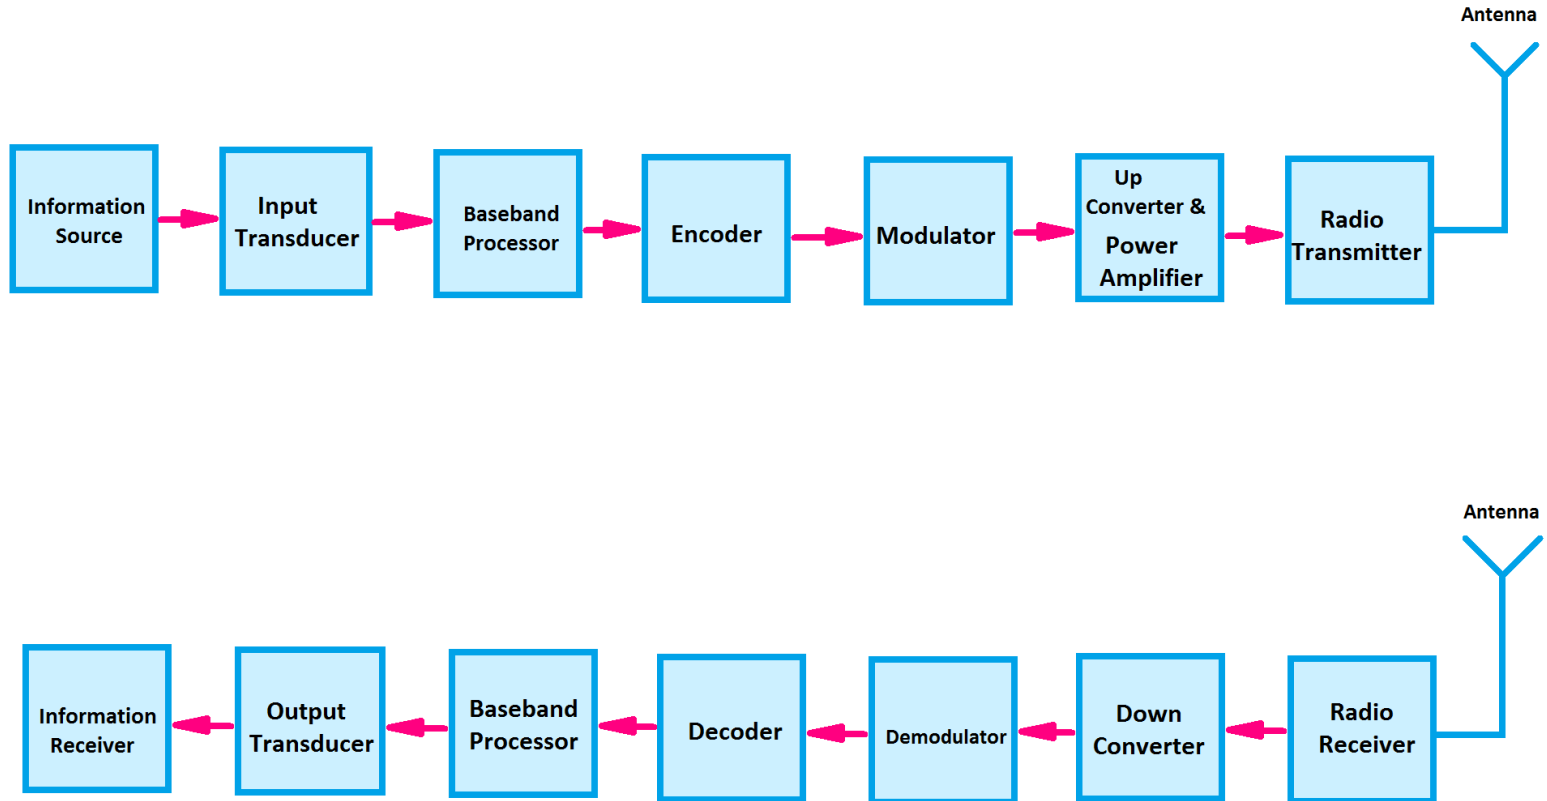 Antenna
Information
Source
Input
Transducer
Baseband
Processor
Encoder
Modulator
Up
Converter &
Power
Amplifier
Radio
Transmitter
Antenna
Information
Receiver
Output
Transducer
Baseband
Processor
Decoder
Demodulator
Down
Converter
Radio
Receiver